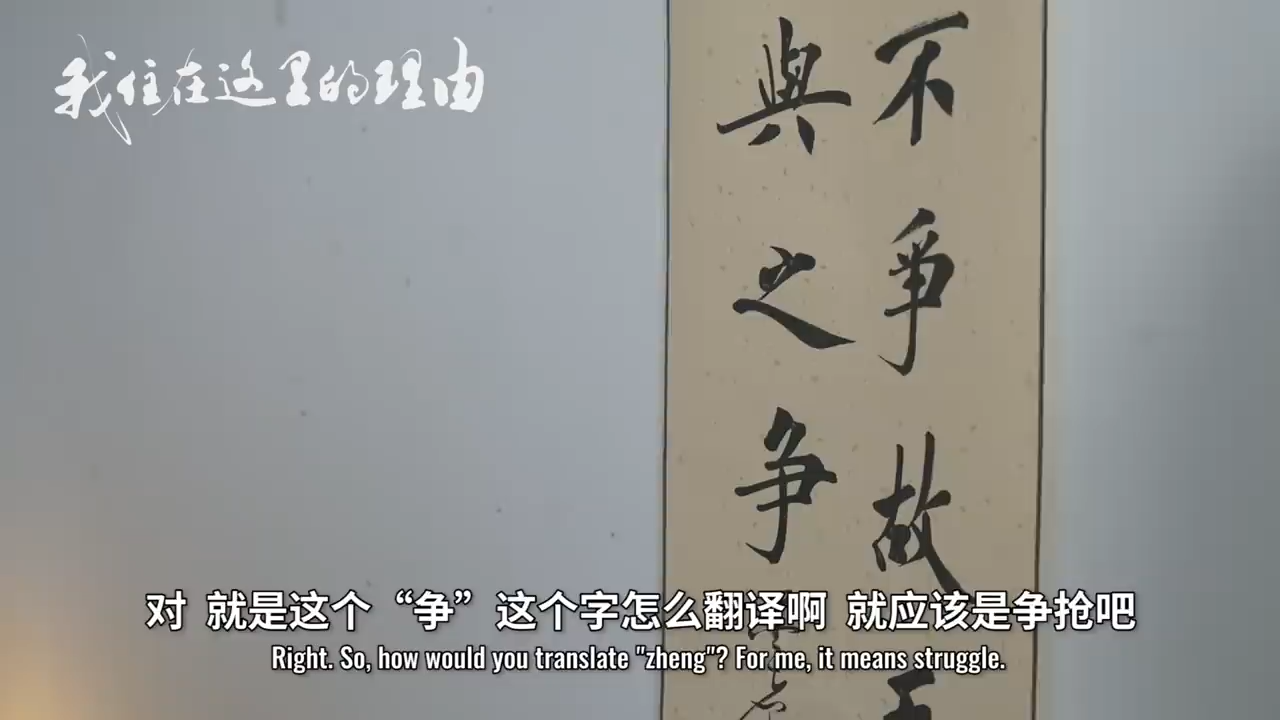 我住在这里的理由
不爭故
與之争
对 就是这个“争”这个字怎么翻译啊 就应该是争抢吧
Right. So, how would you translate "zheng"? For me, it means struggle.